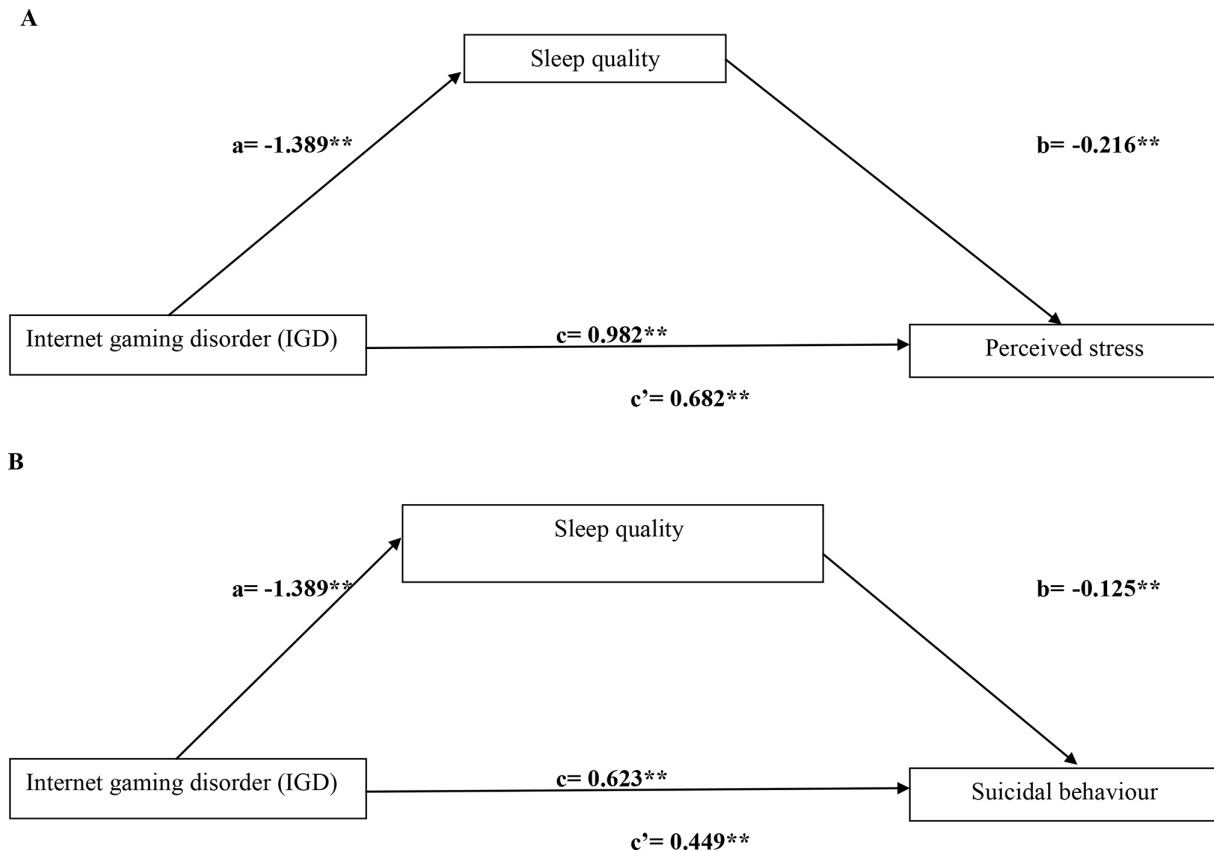 A
Sleep quality
a= -1.389**
b= -0.216**
Internet gaming disorder (IGD)
c= 0.982**
Perceived stress
c’= 0.682**
B
Sleep quality
a= -1.389**
b= -0.125**
Internet gaming disorder (IGD)
c= 0.623**
Suicidal behaviour
c’= 0.449**